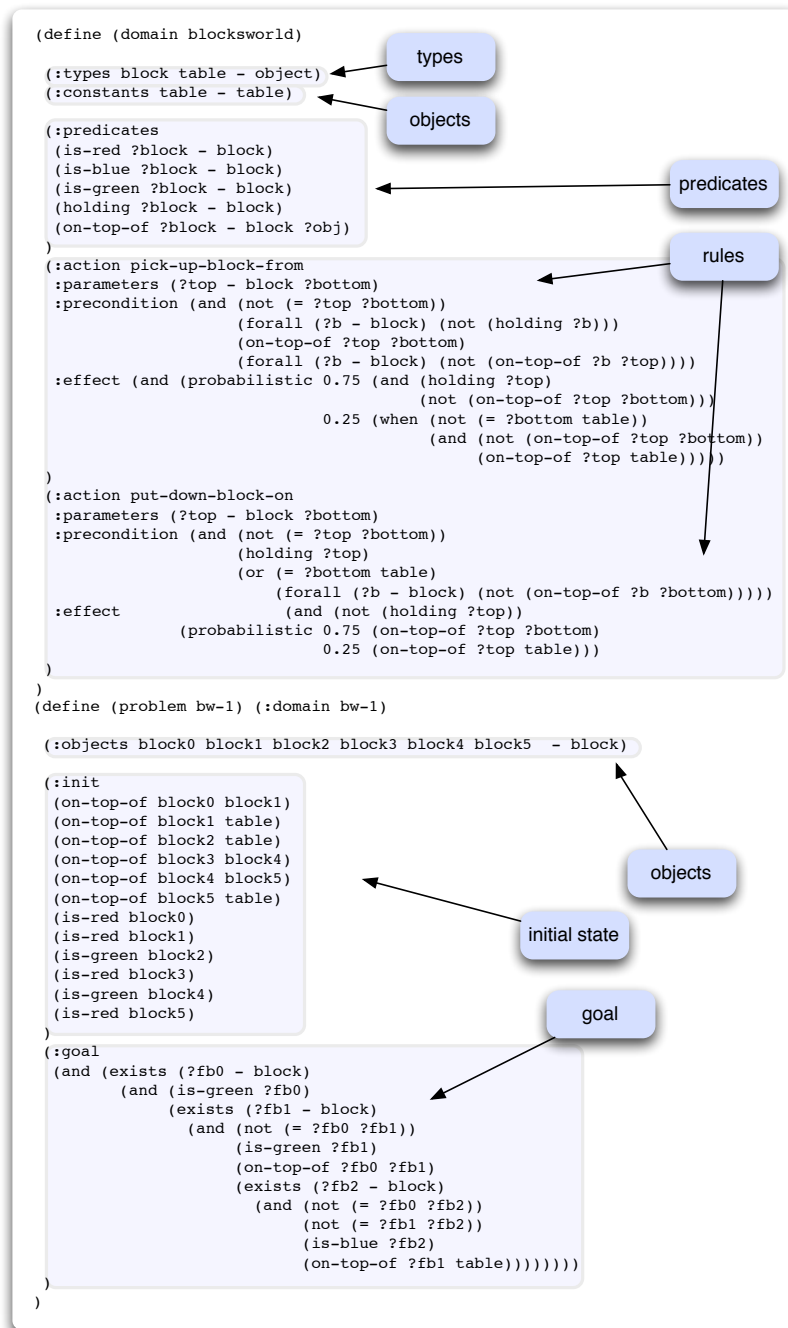 (define (domain blocksworld)
types
(:types block table - object)
(:constants table - table)
objects
(:predicates
(is-red ?block - block)
(is-blue ?block - block)
(is-green ?block - block)
predicates
(holding ?block - block)
(on-top-of ?block - block ?obj)
)
rules
(:action pick-up-block-from
:parameters (?top - block ?bottom)
:precondition (and (not (= ?top ?bottom))
(forall (?b - block) (not (holding ?b)))
(on-top-of ?top ?bottom)
(forall (?b - block) (not (on-top-of ?b ?top))))
:effect (and (probabilistic 0.75 (and (holding ?top)
(not (on-top-of ?top ?bottom)))
0.25 (when (not (= ?bottom table))
(and (not (on-top-of ?top ?bottom))
(on-top-of ?top table)))))
)
(:action put-down-block-on
:parameters (?top - block ?bottom)
:precondition (and (not (= ?top ?bottom))
(holding ?top)
(or (= ?bottom table)
(forall (?b - block) (not (on-top-of ?b ?bottom)))))
:effect (and (not (holding ?top))
(probabilistic 0.75 (on-top-of ?top ?bottom)
0.25 (on-top-of ?top table)))
)
)
(define (problem bw-1) (:domain bw-1)
(:objects block0 block1 block2 block3 block4 block5 - block)
(:init
(on-top-of block0 block1)
(on-top-of block1 table)
(on-top-of block2 table)
(on-top-of block3 block4)
(on-top-of block4 block5)
objects
(on-top-of block5 table)
(is-red block0)
(is-red block1)
initial state
(is-green block2)
(is-red block3)
(is-green block4)
(is-red block5)
goal
)
(:goal
(and (exists (?fb0 - block)
(and (is-green ?fb0)
(exists (?fb1 - block)
(and (not (= ?fb0 ?fb1))
(is-green ?fb1)
(on-top-of ?fb0 ?fb1)
(exists (?fb2 - block)
(and (not (= ?fb0 ?fb2))
(not (= ?fb1 ?fb2))
(is-blue ?fb2)
(on-top-of ?fb1 table))))))))
)
)